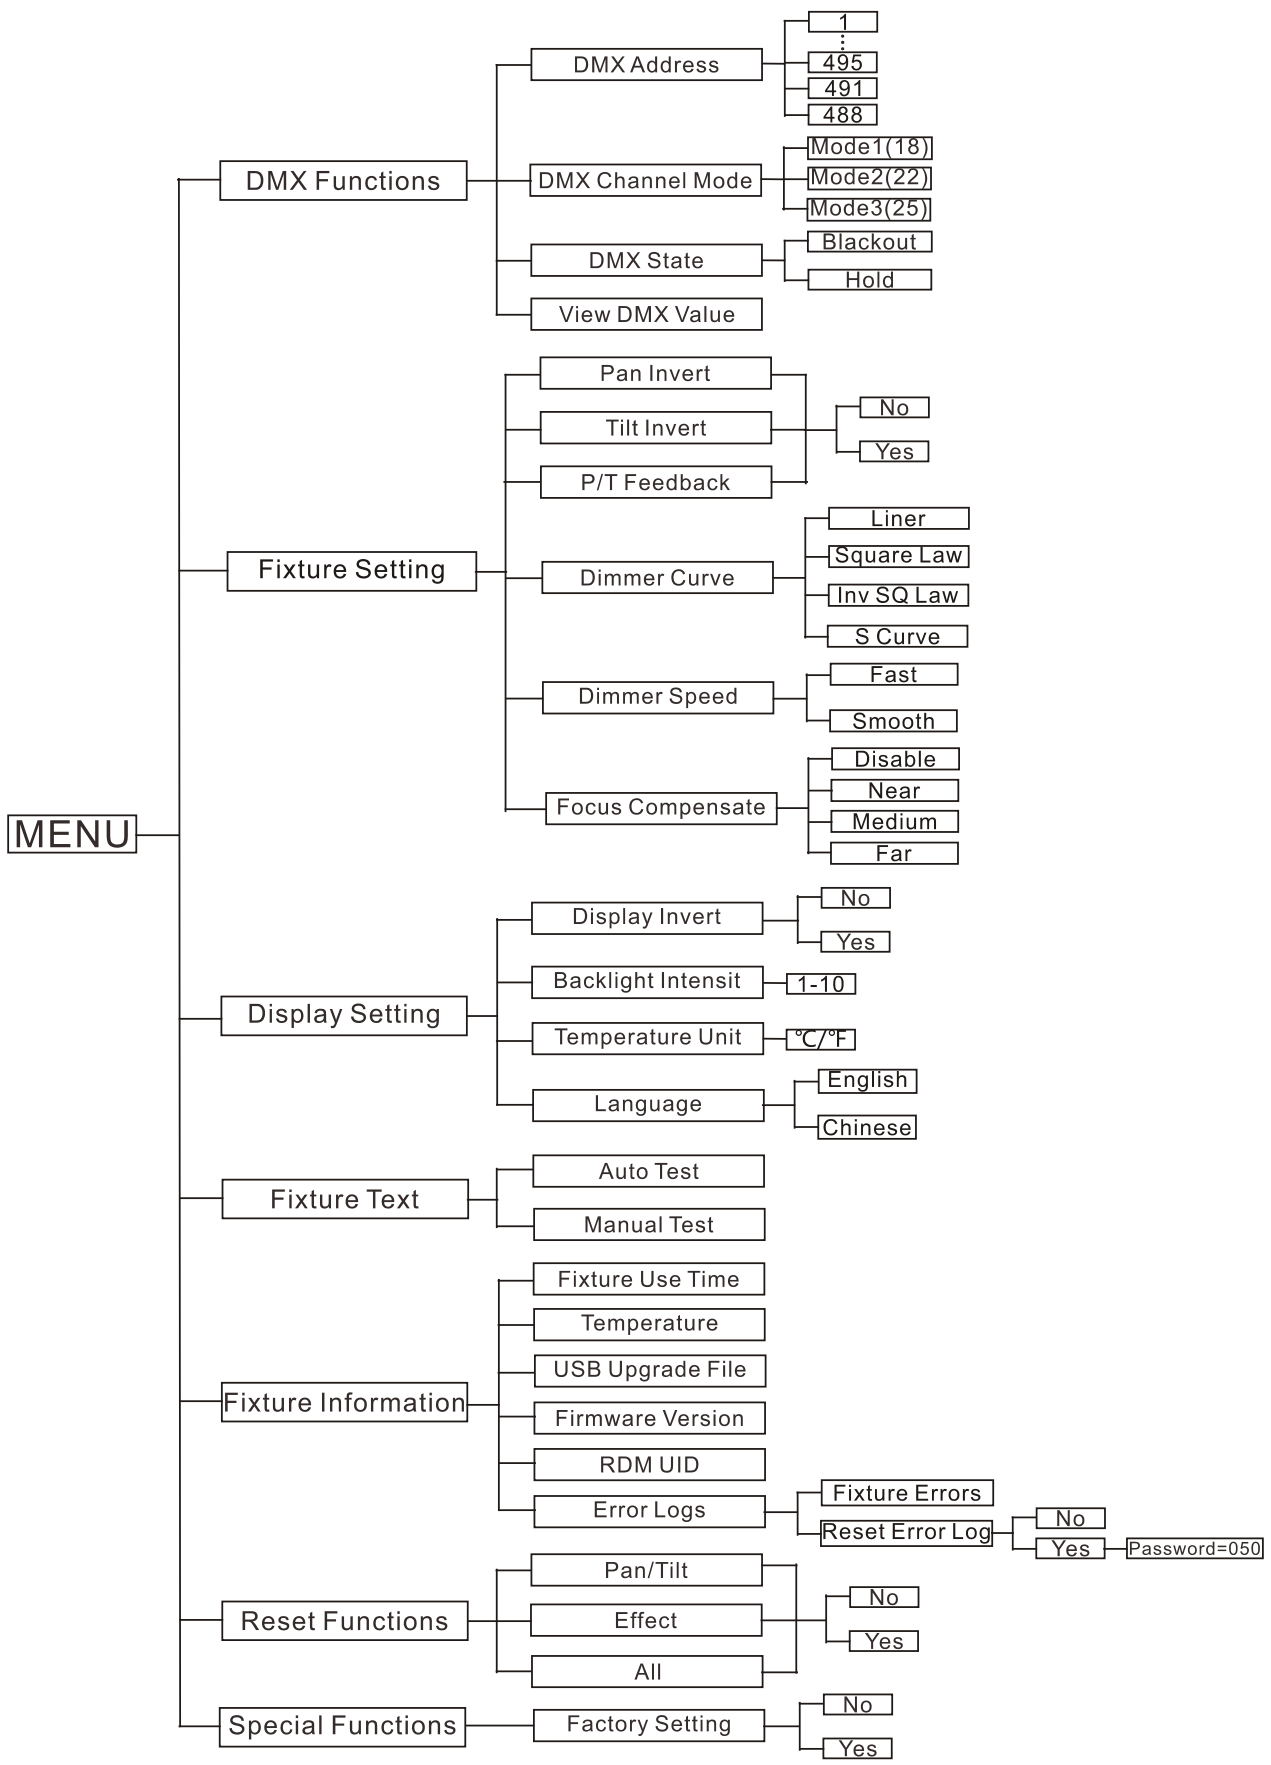 MENU
DMX Functions
DMX Address
1
495
491
488
DMX Channel Mode
Mode1(18)
Mode2(22)
Mode3(25)
DMX State
Blackout
Hold
View DMX Value
Fixture Setting
Pan Invert
Tilt Invert
P/T Feedback
No
Yes
Dimmer Curve
Liner
Square Law
Inv SQ Law
S Curve
Dimmer Speed
Fast
Smooth
Focus Compensate
Disable
Near
Medium
Far
Display Setting
Display Invert
No
Yes
Backlight Intensit
1-10
Temperature Unit
℃/℉
Language
English
Chinese
Fixture Text
Auto Test
Manual Test
Fixture Information
Fixture Use Time
Temperature
USB Upgrade File
Firmware Version
RDM UID
Error Logs
Fixture Errors
Reset Error Log
No
Yes
Password=050
Reset Functions
Pan/Tilt
Effect
All
No
Yes
Special Functions
Factory Setting
No
Yes